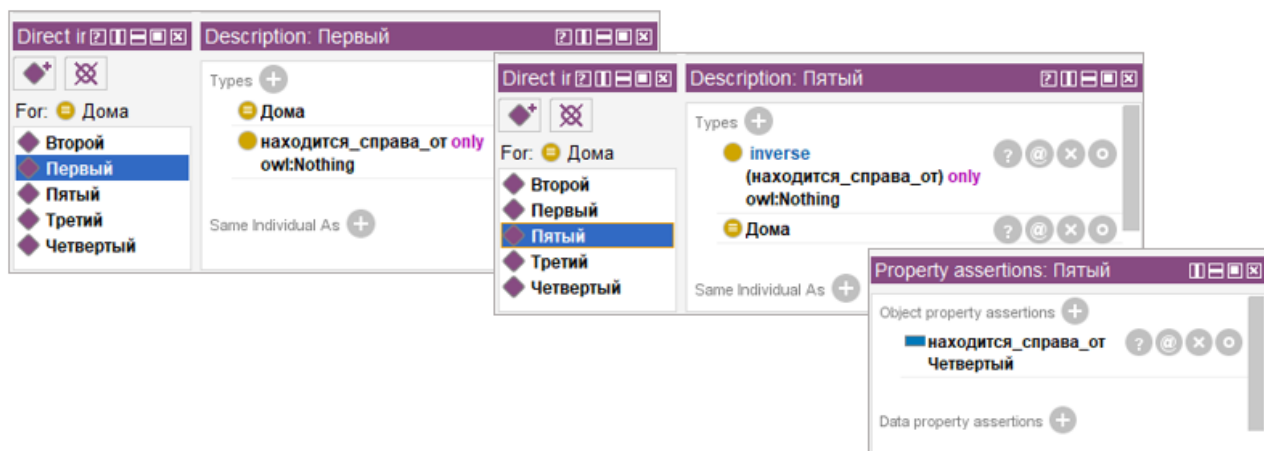 Direct ir
Description: Первый
For: Дома
Второй
Первый
Пятый
Третий
Четвертый
Types
Дома
находится_справа_от only
owl:Nothing
Same Individual As
Direct ir
Description: Пятый
For: Дома
Второй
Первый
Пятый
Третий
Четвертый
Types
inverse
(находится_справа_от) only
owl:Nothing
Дома
Same Individual As
Property assertions: Пятый
Object property assertions
находится_справа_от
Четвертый
Data property assertions